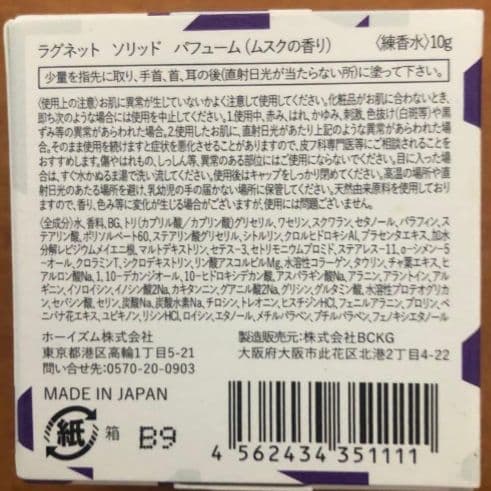 ラグネット ソリッド パフューム(ムスクの香り) 〈練香水〉10g
少量を指先に取り、手首、首、耳の後(直射日光が当たらない所)に塗って下さい。
〈使用上の注意〉お肌に異常が生じていないかよく注意して使用してください。化粧品がお肌に合わないとき、
即ち次のような場合には使用を中止してください。1.使用中、赤み、はれ、かゆみ、刺激、色抜け(白斑等)や黒
ずみ等の異常があらわれた場合。2.使用したお肌に、直射日光があたり上記のような異常があらわれた場合。
そのまま使用を続けますと症状を悪化させることがありますので、皮フ科専門医等にご相談されることを
おすすめします。傷やはれもの、しっしん等、異常のある部位にはご使用にならないでください。目に入った場合
は、すぐ水かぬるま湯で洗い流してください。使用後はキャップをしっかり閉めてください。高温の場所や直
射日光のあたる場所を避け、乳幼児の手の届かない場所に保管してください。天然由来原料を使用しており
ますので、香り、色み等に変化が生じる場合がございますが、使用には問題ございません。
〈全成分〉水、香料、BG、トリ(カプリル酸/カプリン酸)グリセリル、ワセリン、スクワラン、セタノール、パラフィン、ス
テアリン酸、ポリソルベート60、ステアリン酸グリセリル、シトルリン、クロルヒドロキシAl、プラセンタエキス、加水
分解レピジウムメイエニ根、マルトデキストリン、セテス-3、セトリモニウムブロミド、ステアレス-11、o-シメン-5
-オール、クロラミンT、シクロデキストリン、リン酸アスコルビルMg、水溶性コラーゲン、タウリン、チャ葉エキス、ヒ
アルロン酸Na、1,10-デカンジオール、10-ヒドロキシデカン酸、アスパラギン酸Na、アラニン、アラントイン、アル
ギニン、イソロイシン、イノシン酸2Na、カキタンニン、グアニル酸2Na、グリシン、グルタミン酸、水溶性プロテオグリカ
ン、セバシン酸、セリン、炭酸Na、炭酸水素Na、チロシン、トレオニン、ヒスチジンHCl、フェニルアラニン、プロリン、ベ
ニバナ花エキス、ユビキノン、リシンHCl、ロイシン、エタノール、メチルパラベン、プチルパラベン、フェノキシエタノール
ホーイズム株式会社
東京都港区高輪1丁目5-21
問い合せ先:0570-20-0903
製造販売元:株式会社BCKG
大阪府大阪市此花区北港2丁目4-22
MADE IN JAPAN
紙 箱 B9
4 562434 351111